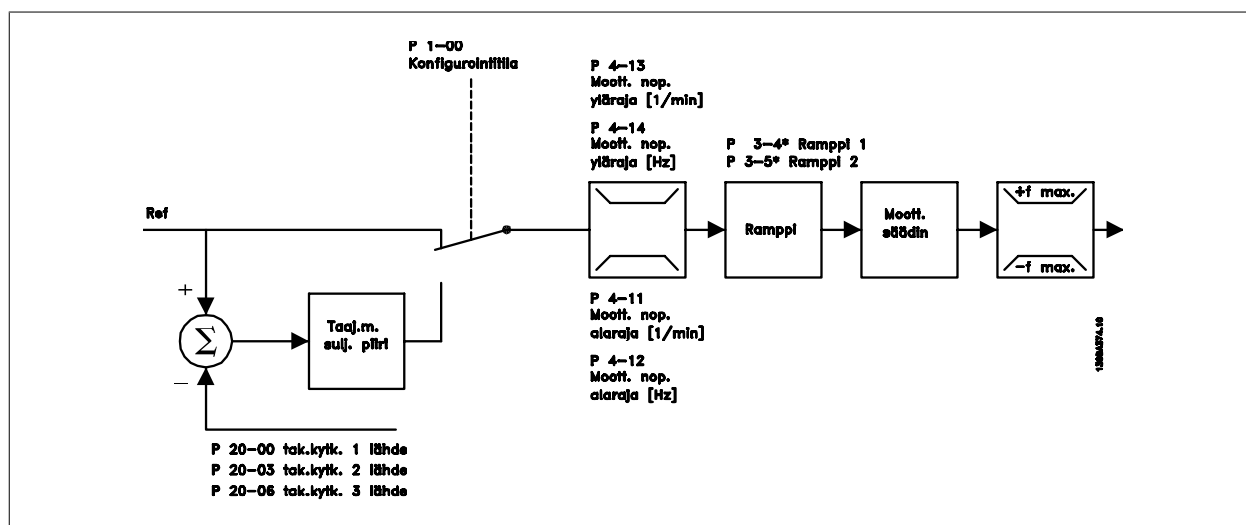 P 1-00
Konfigurointitila
P 4-13
Moott. nop.
yläraja [1/min]
P 4-14
Moott. nop.
yläraja [Hz]
P 3-4* Ramppi 1
P 3-5* Ramppi 2
Ref
+
Σ
−
Taaj.m.
sulj. piiri
Ramppi
Moott.
säädin
+f max.
−f max.
P 4-11
Moott. nop.
alaraja [1/min]
P 4-12
Moott. nop.
alaraja [Hz]
P 20-00 tak.kytk. 1 lähde
P 20-03 tak.kytk. 2 lähde
P 20-06 tak.kytk. 3 lähde